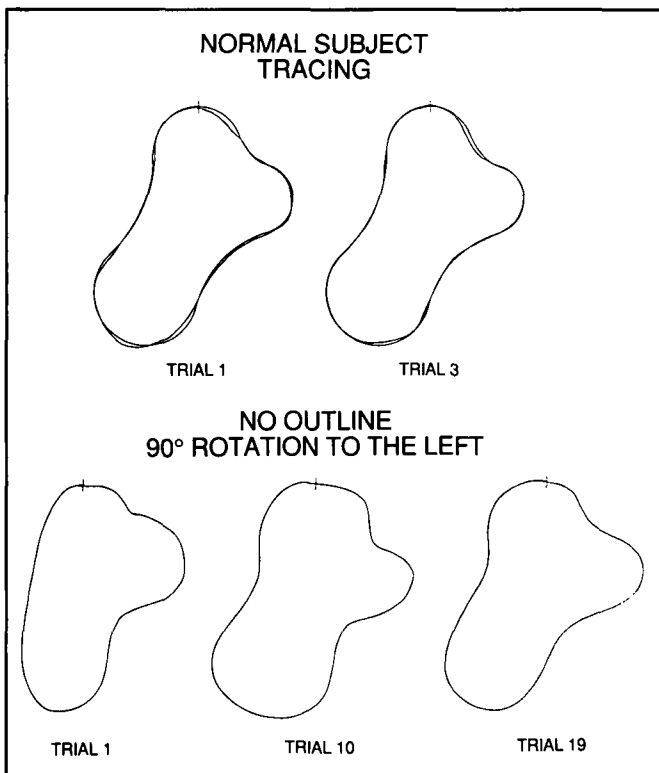 NORMAL SUBJECT
TRACING
TRIAL 1
TRIAL 3
NO OUTLINE
90° ROTATION TO THE LEFT
TRIAL 1
TRIAL 10
TRIAL 19